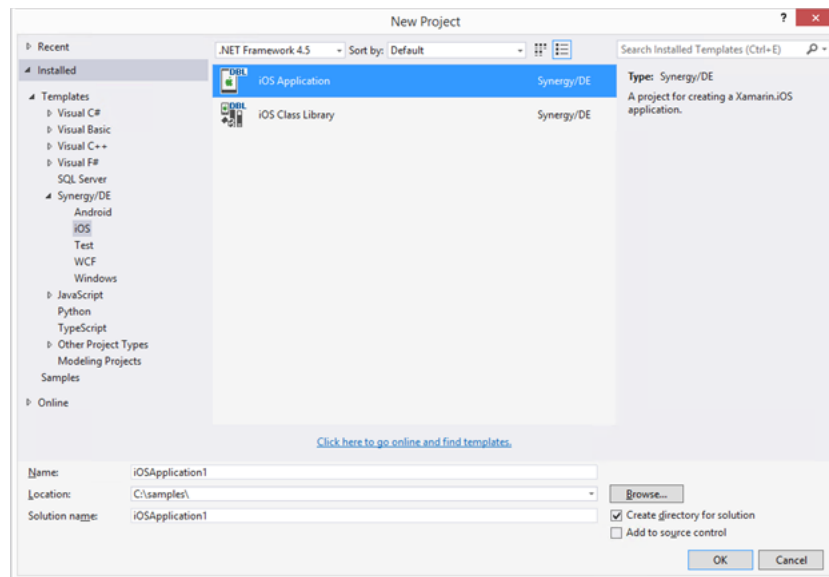 New Project
?
Recent
.NET Framework 4.5
Sort by: Default
Search Installed Templates (Ctrl+E)
Installed
Templates
Visual C#
Visual Basic
Visual C++
Visual F#
SQL Server
Synergy/DE
Android
iOS
Test
WCF
Windows
JavaScript
Python
TypeScript
Other Project Types
Modeling Projects
Samples
Online
DBL
iOS Application
Synergy/DE
DBL
iOS Class Library
Synergy/DE
Type: Synergy/DE
A project for creating a Xamarin.iOS
application.
Click here to go online and find templates.
Name:
iOSApplication1
Location:
C:\samples\
Browse...
Solution name:
iOSApplication1
Create directory for solution
Add to source control
OK
Cancel